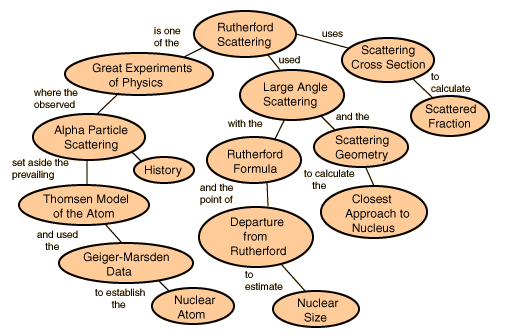 Rutherford
Scattering
is one
of the
uses
Great Experiments
of Physics
used
Scattering
Cross Section
where the
observed
Large Angle
Scattering
to
calculate
Scattered
Fraction
Alpha Particle
Scattering
with the
and the
set aside the
prevailing
History
Rutherford
Formula
Scattering
Geometry
Thomsen Model
of the Atom
and the
point of
to calculate
the
Closest
Approach to
Nucleus
and used
the
Departure
from
Rutherford
Geiger-Marsden
Data
to establish
the
to
estimate
Nuclear
Atom
Nuclear
Size